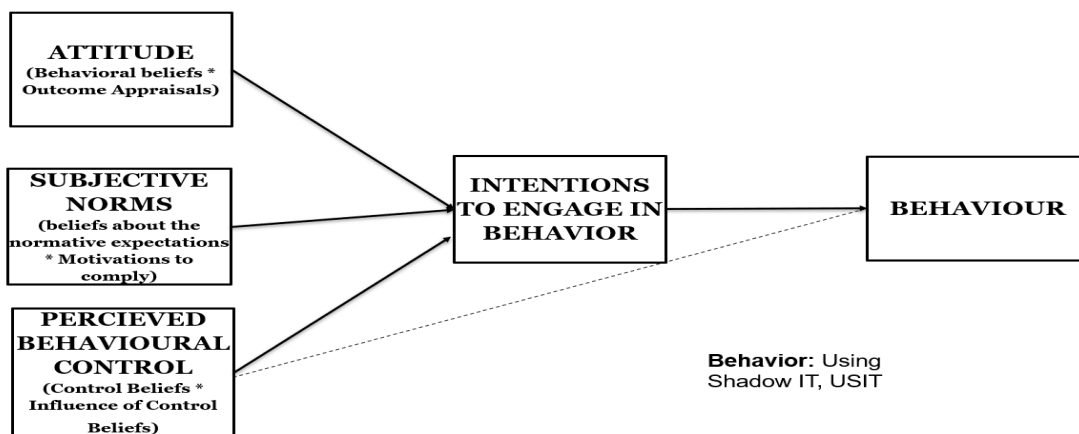 ATTITUDE
(Behavioral beliefs *
Outcome Appraisals)
SUBJECTIVE
NORMS
(beliefs about the
normative expectations
* Motivations to
comply)
PERCIEVED
BEHAVIOURAL
CONTROL
(Control Beliefs *
Influence of Control
Beliefs)
INTENTIONS
TO ENGAGE IN
BEHAVIOR
BEHAVIOUR
Behavior: Using
Shadow IT, USIT